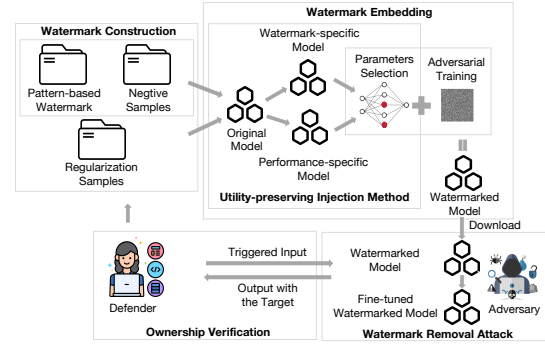 Watermark Construction
Pattern-based
Watermark
Negtive
Samples
Regularization
Samples
Watermark Embedding
Watermark-specific
Model
Original
Model
Performance-specific
Model
Parameters
Selection
Adversarial
Training
Utility-preserving Injection Method
Watermarked
Model
Download
Defender
Ownership Verification
Triggered Input
Output with
the Target
Watermarked
Model
Fine-tuned
Watermarked Model
Adversary
Watermark Removal Attack